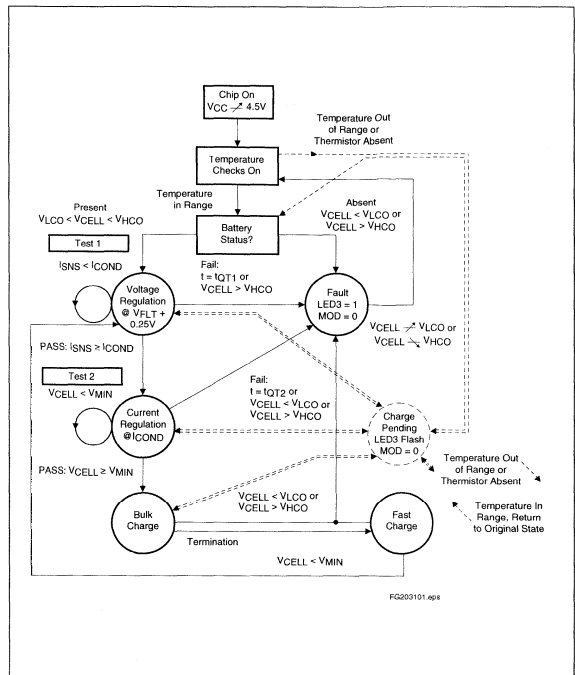 Chip On
VCC ↗ 4.5V
Temperature Out
of Range or
Thermistor Absent
Temperature
Checks On
Temperature
in Range
Absent
VCELL < VLCO or
VCELL > VHCO
Present
VLCO < VCELL < VHCO
Battery
Status?
Test 1
ISNS < ICOND
Fail:
t = tQT1 or
VCELL > VHCO
Voltage
Regulation
@ VFLT +
0.25V
Fault
LED3 = 1
MOD = 0
VCELL ↗ VLCO or
VCELL ↘ VHCO
PASS: ISNS ≥ ICOND
Test 2
VCELL < VMIN
Fail:
t = tQT2 or
VCELL < VLCO or
VCELL > VHCO
Current
Regulation
@ICOND
Charge
Pending
LED3 Flash
MOD = 0
Temperature Out
of Range or
Thermistor Absent
PASS: VCELL ≥ VMIN
VCELL < VLCO or
VCELL > VHCO
Temperature In
Range, Return
to Original State
Bulk
Charge
Fast
Charge
Termination
VCELL < VMIN
FG203101.eps